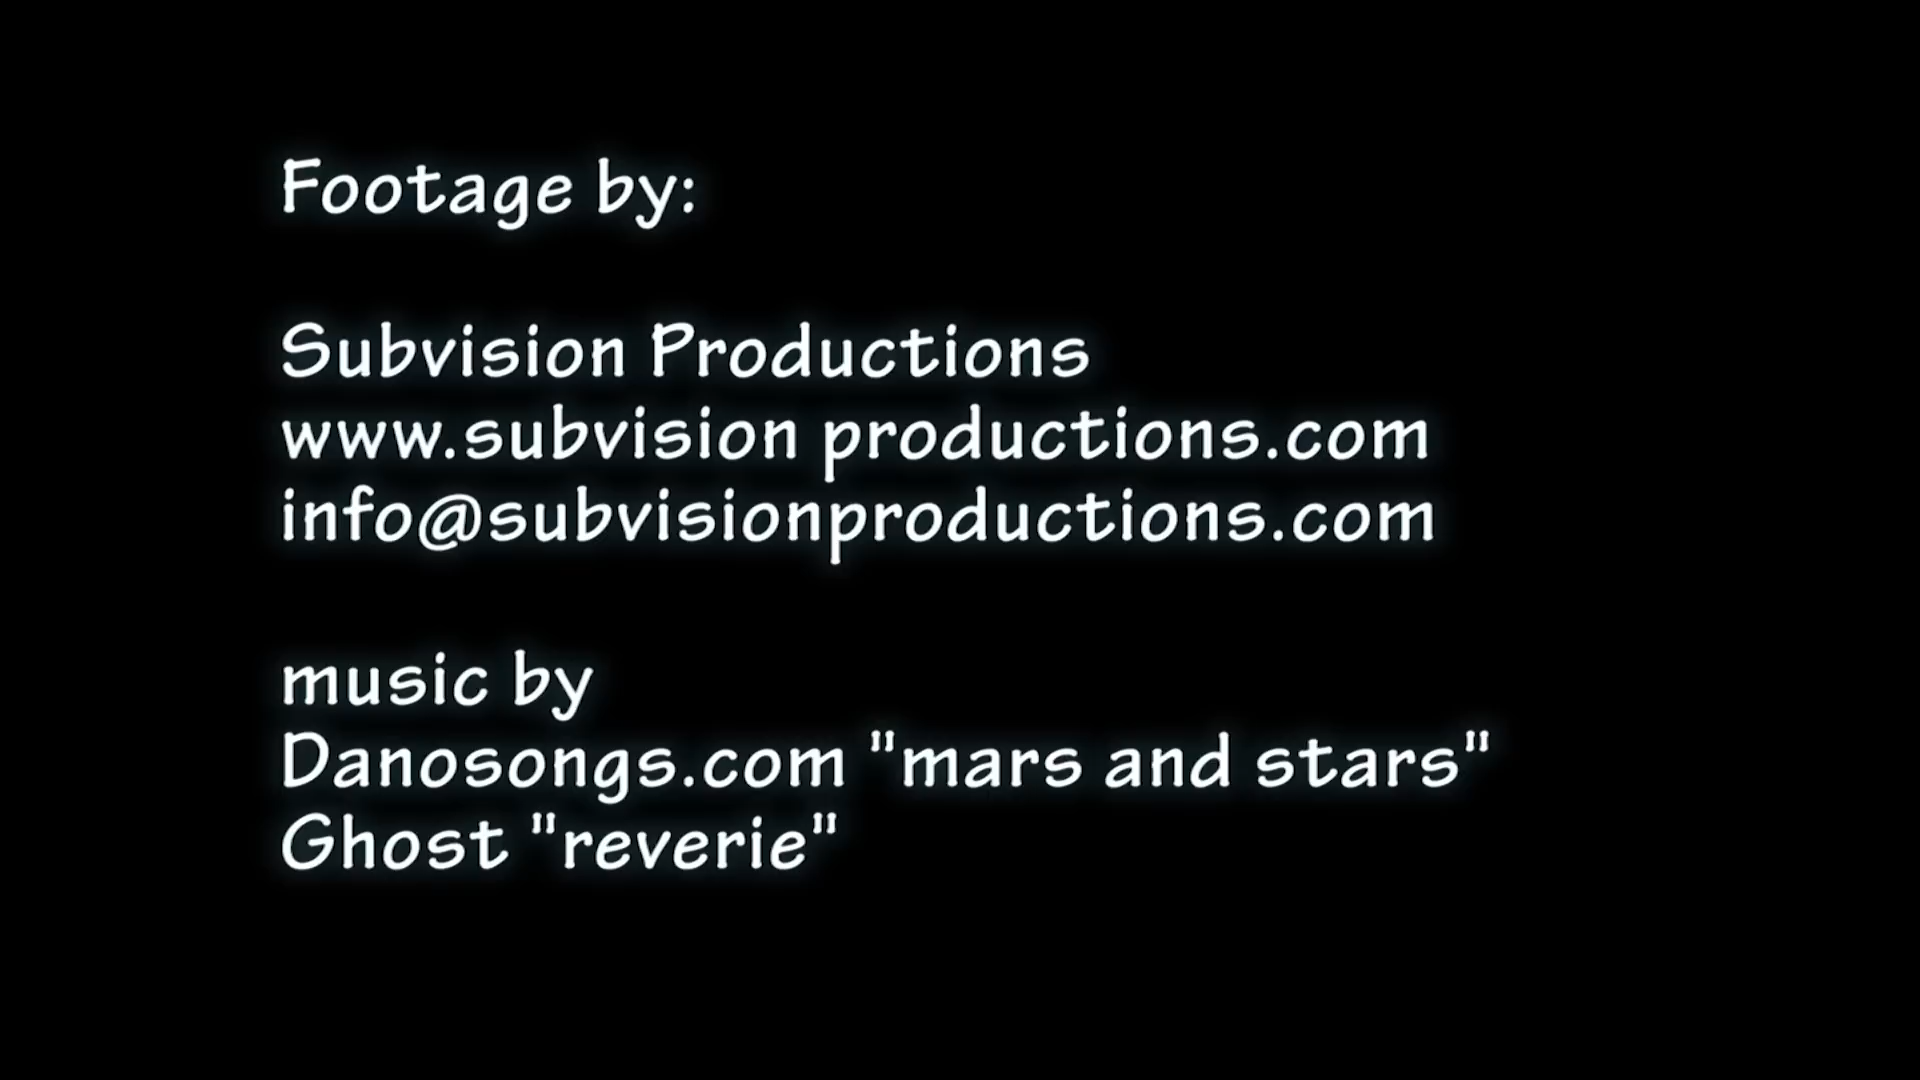 Footage by:
Subvision Productions
www.subvision productions.com
info@subvisionproductions.com
music by
Danosongs.com "mars and stars"
Ghost "reverie"